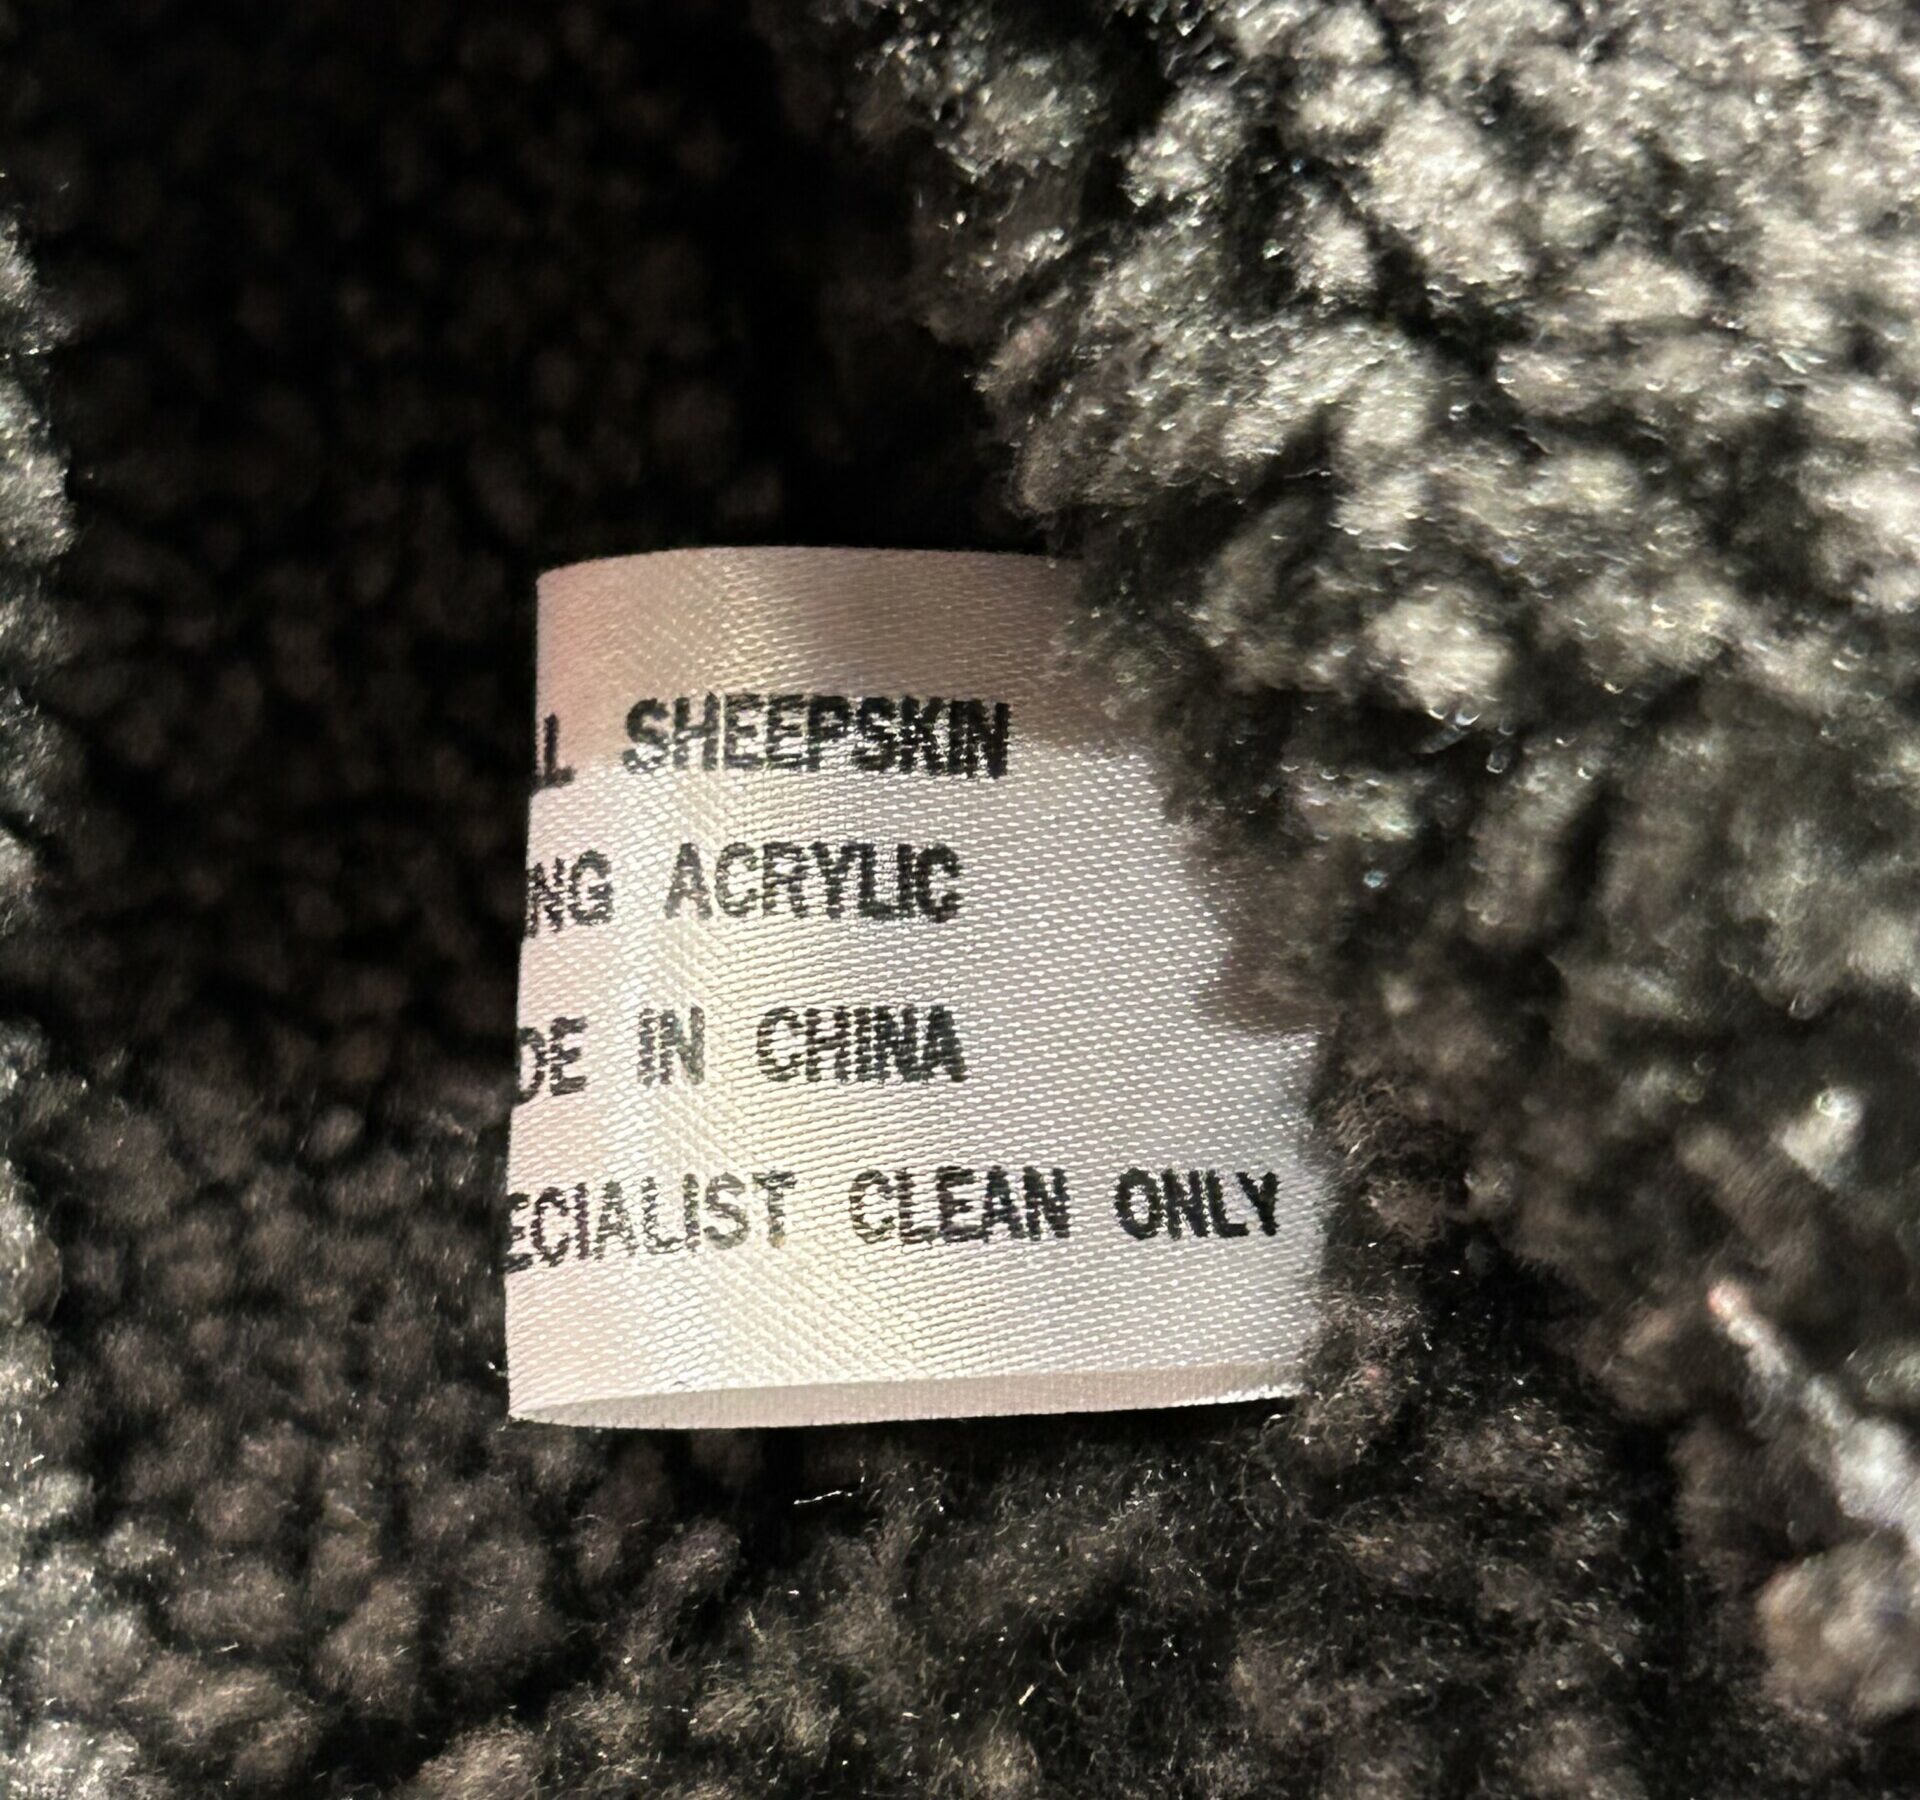 L SHEEPSKIN
NG ACRYLIC
DE IN CHINA
ECIALIST CLEAN ONLY